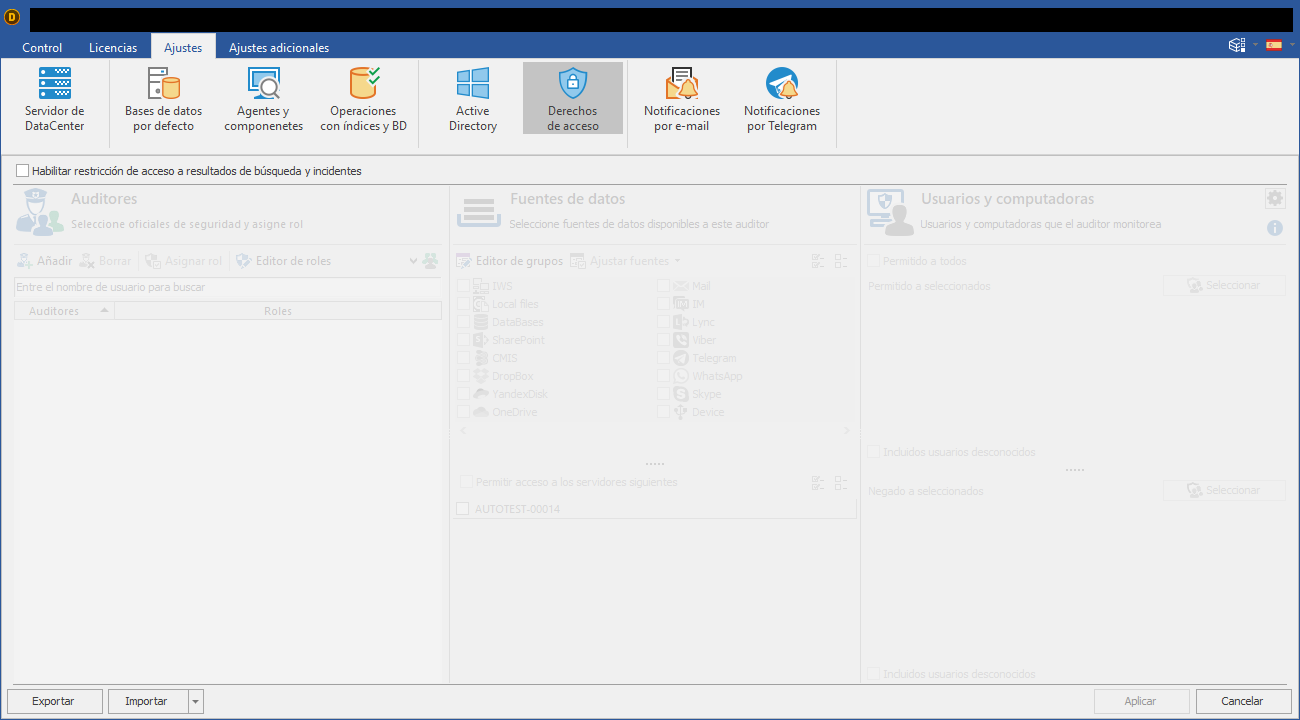 D
Control Licencias Ajustes Ajustes adicionales
Servidor de
DataCenter
Bases de datos
por defecto
Agentes y
componenetes
Operaciones
con índices y BD
Active
Directory
Derechos
de acceso
Notificaciones
por e-mail
Notificaciones
por Telegram
Habilitar restricción de acceso a resultados de búsqueda y incidentes
Auditores
Seleccione oficiales de seguridad y asigne rol
Añadir Borrar Asignar rol Editor de roles
Entre el nombre de usuario para buscar
Auditores Roles
Fuentes de datos
Seleccione fuentes de datos disponibles a este auditor
Editor de grupos Ajustar fuentes
IWS Mail
Local files IM
DataBases Lync
SharePoint Viber
CMIS Telegram
DropBox WhatsApp
YandexDisk Skype
OneDrive Device
Permitir acceso a los servidores siguientes
AUTOTEST-00014
Usuarios y computadoras
Usuarios y computadoras que el auditor monitorea
Permitido a todos
Permitido a seleccionados Seleccionar
Incluidos usuarios desconocidos
Negado a seleccionados Seleccionar
Incluidos usuarios desconocidos
Exportar Importar Aplicar Cancelar